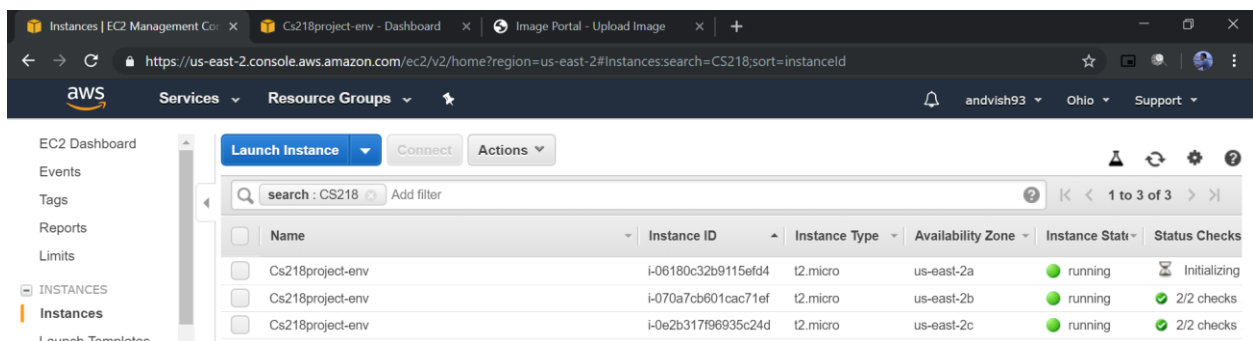 Instances | EC2 Management Con
Cs218project-env - Dashboard
Image Portal - Upload Image
https://us-east-2.console.aws.amazon.com/ec2/v2/home?region=us-east-2#Instances:search=CS218;sort=instanceId
aws Services Resource Groups andvish93 Ohio Support
EC2 Dashboard
Events
Tags
Reports
Limits
INSTANCES
Instances
Launch Templates
Launch Instance Connect Actions
search : CS218 Add filter 1 to 3 of 3
Name Instance ID Instance Type Availability Zone Instance State Status Checks
Cs218project-env i-06180c32b9115efd4 t2.micro us-east-2a running Initializing
Cs218project-env i-070a7cb601cac71ef t2.micro us-east-2b running 2/2 checks
Cs218project-env i-0e2b317f96935c24d t2.micro us-east-2c running 2/2 checks